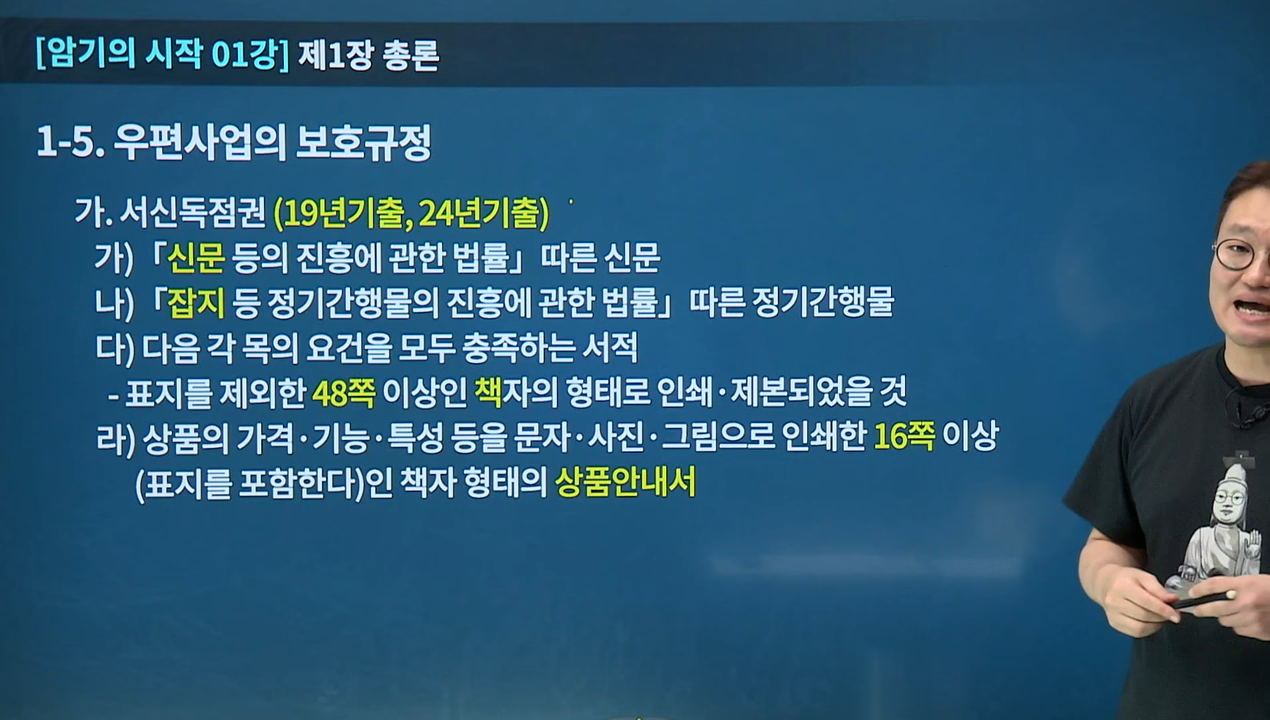 [암기의 시작 01강] 제1장 총론
1-5. 우편사업의 보호규정
가. 서신독점권 (19년기출, 24년기출)
가) 「신문 등의 진흥에 관한 법률」 따른 신문
나) 「잡지 등 정기간행물의 진흥에 관한 법률」 따른 정기간행물
다) 다음 각 목의 요건을 모두 충족하는 서적
- 표지를 제외한 48쪽 이상인 책자의 형태로 인쇄·제본되었을 것
라) 상품의 가격·기능·특성 등을 문자·사진·그림으로 인쇄한 16쪽 이상
(표지를 포함한다)인 책자 형태의 상품안내서